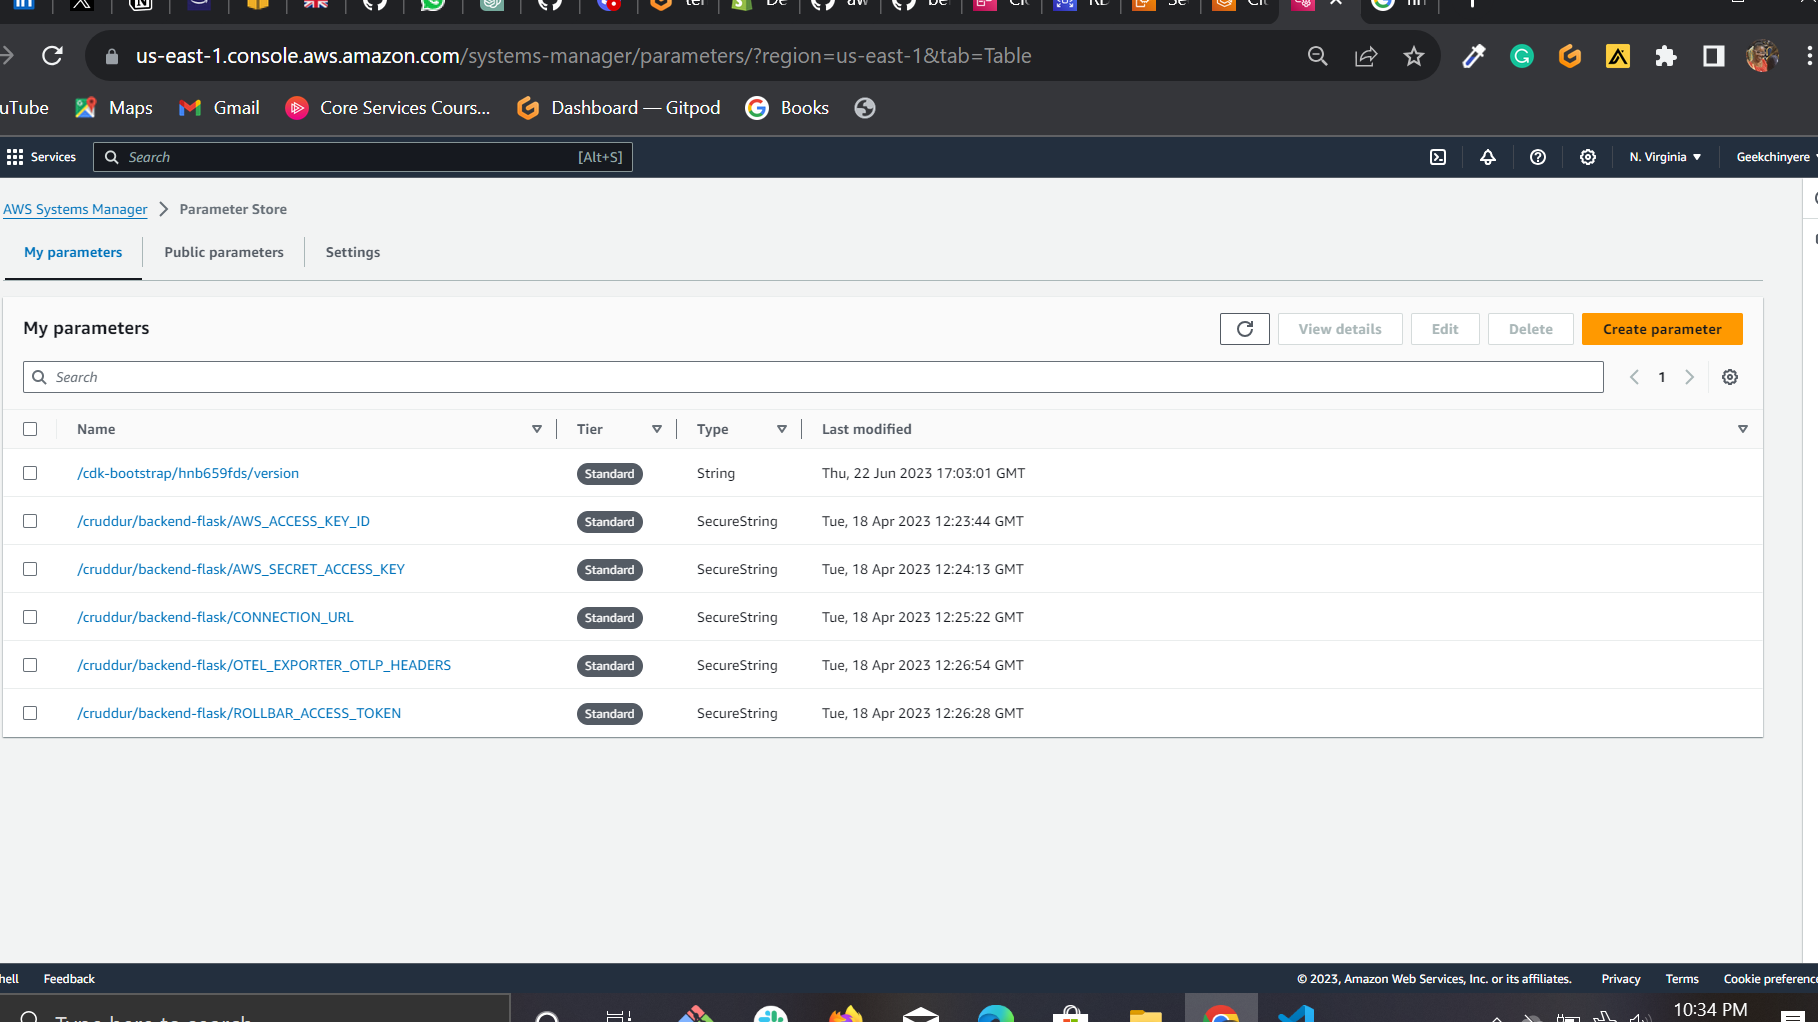 us-east-1.console.aws.amazon.com/systems-manager/parameters/?region=us-east-1&tab=Table
uTube Maps Gmail Core Services Cours... Dashboard — Gitpod Books
Services Search [Alt+S] N. Virginia Geekchinyere
AWS Systems Manager Parameter Store
My parameters Public parameters Settings
My parameters View details Edit Delete Create parameter
Search 1
Name Tier Type Last modified
/cdk-bootstrap/hnb659fds/version Standard String Thu, 22 Jun 2023 17:03:01 GMT
/cruddur/backend-flask/AWS_ACCESS_KEY_ID Standard SecureString Tue, 18 Apr 2023 12:23:44 GMT
/cruddur/backend-flask/AWS_SECRET_ACCESS_KEY Standard SecureString Tue, 18 Apr 2023 12:24:13 GMT
/cruddur/backend-flask/CONNECTION_URL Standard SecureString Tue, 18 Apr 2023 12:25:22 GMT
/cruddur/backend-flask/OTEL_EXPORTER_OTLP_HEADERS Standard SecureString Tue, 18 Apr 2023 12:26:54 GMT
/cruddur/backend-flask/ROLLBAR_ACCESS_TOKEN Standard SecureString Tue, 18 Apr 2023 12:26:28 GMT
hell Feedback © 2023, Amazon Web Services, Inc. or its affiliates. Privacy Terms Cookie preference
Type here to search 10:34 PM